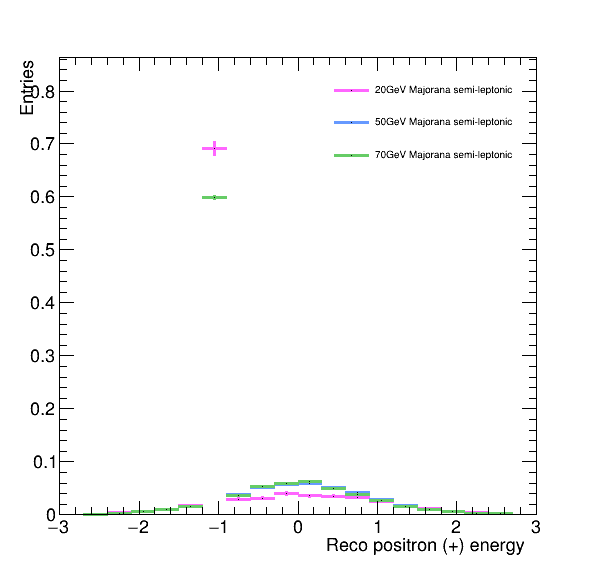 Entries
20GeV Majorana semi-leptonic
50GeV Majorana semi-leptonic
70GeV Majorana semi-leptonic
0.8
0.7
0.6
0.5
0.4
0.3
0.2
0.1
0
−3 −2 −1 0 1 2 3
Reco positron (+) energy